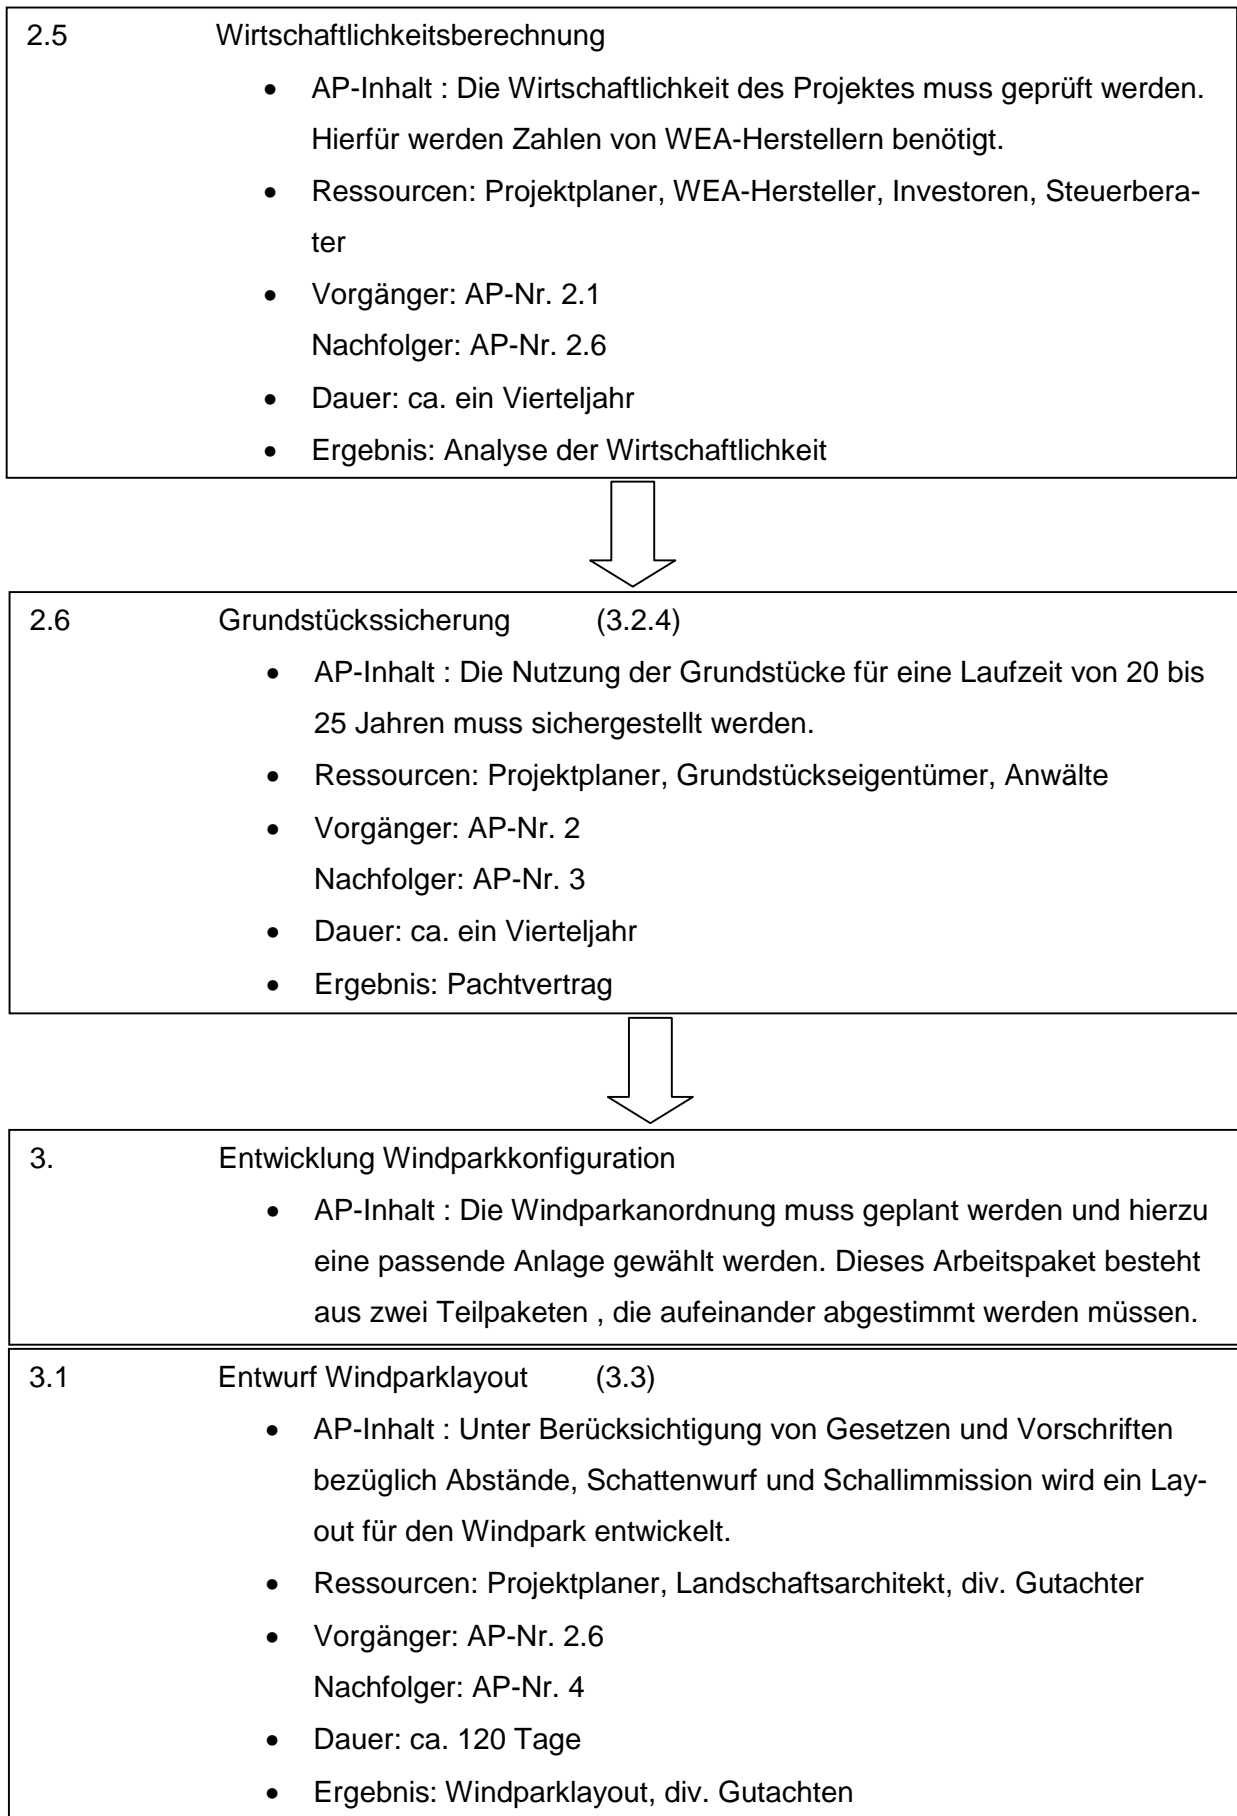 2.5 Wirtschaftlichkeitsberechnung
• AP-Inhalt : Die Wirtschaftlichkeit des Projektes muss geprüft werden.
Hierfür werden Zahlen von WEA-Herstellern benötigt.
• Ressourcen: Projektplaner, WEA-Hersteller, Investoren, Steuerbera-
ter
• Vorgänger: AP-Nr. 2.1
Nachfolger: AP-Nr. 2.6
• Dauer: ca. ein Vierteljahr
• Ergebnis: Analyse der Wirtschaftlichkeit
2.6 Grundstückssicherung (3.2.4)
• AP-Inhalt : Die Nutzung der Grundstücke für eine Laufzeit von 20 bis
25 Jahren muss sichergestellt werden.
• Ressourcen: Projektplaner, Grundstückseigentümer, Anwälte
• Vorgänger: AP-Nr. 2
Nachfolger: AP-Nr. 3
• Dauer: ca. ein Vierteljahr
• Ergebnis: Pachtvertrag
3. Entwicklung Windparkkonfiguration
• AP-Inhalt : Die Windparkanordnung muss geplant werden und hierzu
eine passende Anlage gewählt werden. Dieses Arbeitspaket besteht
aus zwei Teilpaketen , die aufeinander abgestimmt werden müssen.
3.1 Entwurf Windparklayout (3.3)
• AP-Inhalt : Unter Berücksichtigung von Gesetzen und Vorschriften
bezüglich Abstände, Schattenwurf und Schallimmission wird ein Lay-
out für den Windpark entwickelt.
• Ressourcen: Projektplaner, Landschaftsarchitekt, div. Gutachter
• Vorgänger: AP-Nr. 2.6
Nachfolger: AP-Nr. 4
• Dauer: ca. 120 Tage
• Ergebnis: Windparklayout, div. Gutachten